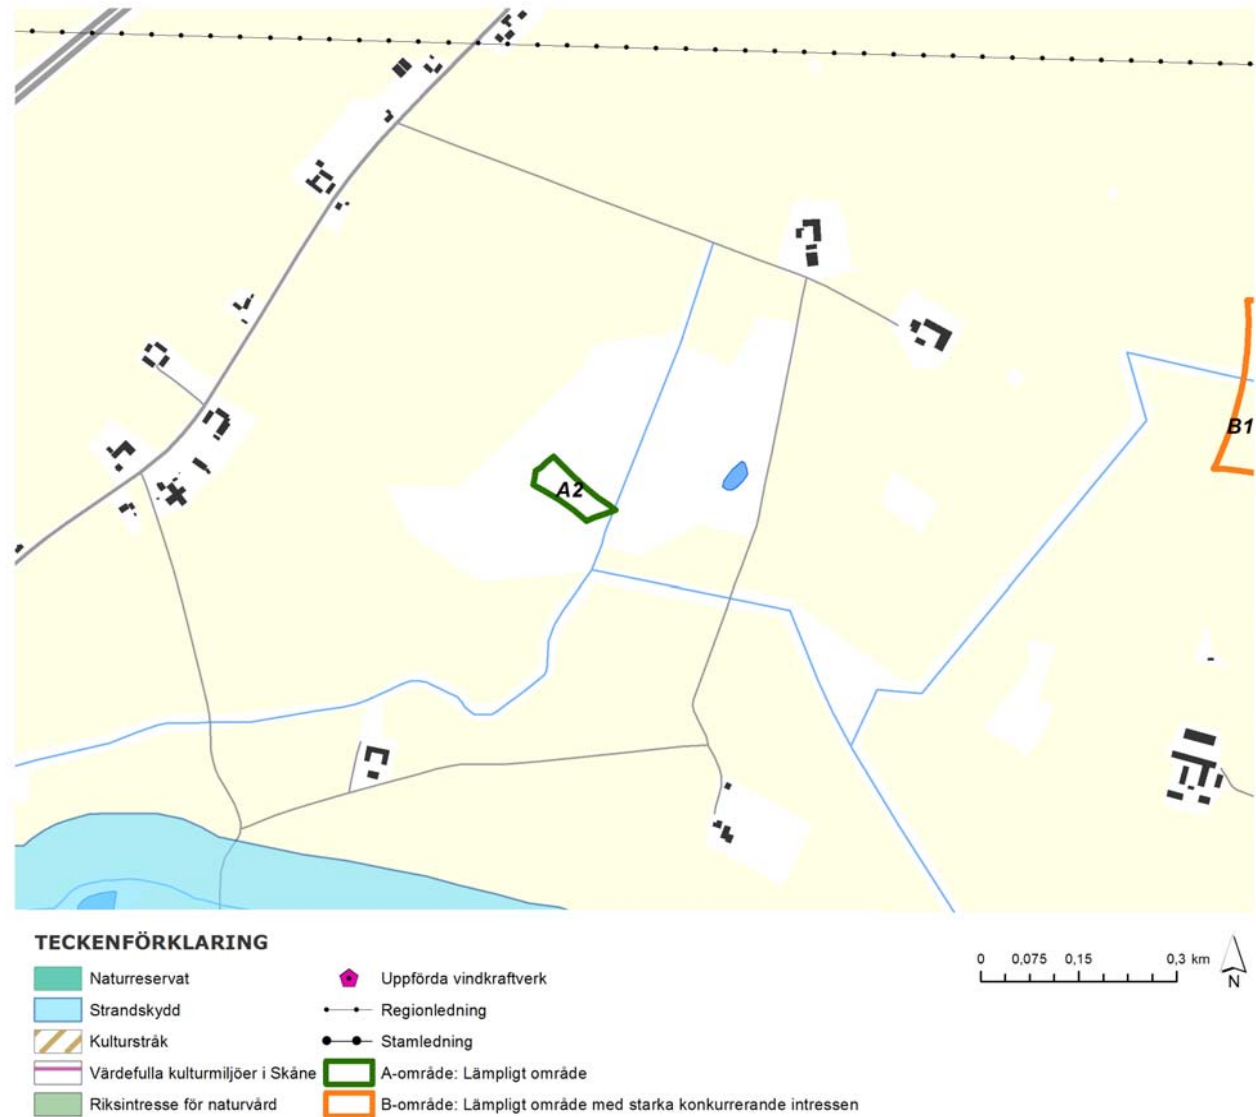 A2
B1
TECKENFÖRKLARING
Naturreservat
Strandskydd
Kulturstråk
Värdefulla kulturmiljöer i Skåne
Riksintresse för naturvård
Uppförda vindkraftverk
Regionledning
Stamledning
A-område: Lämpligt område
B-område: Lämpligt område med starka konkurrerande intressen
0 0,075 0,15 0,3 km
N